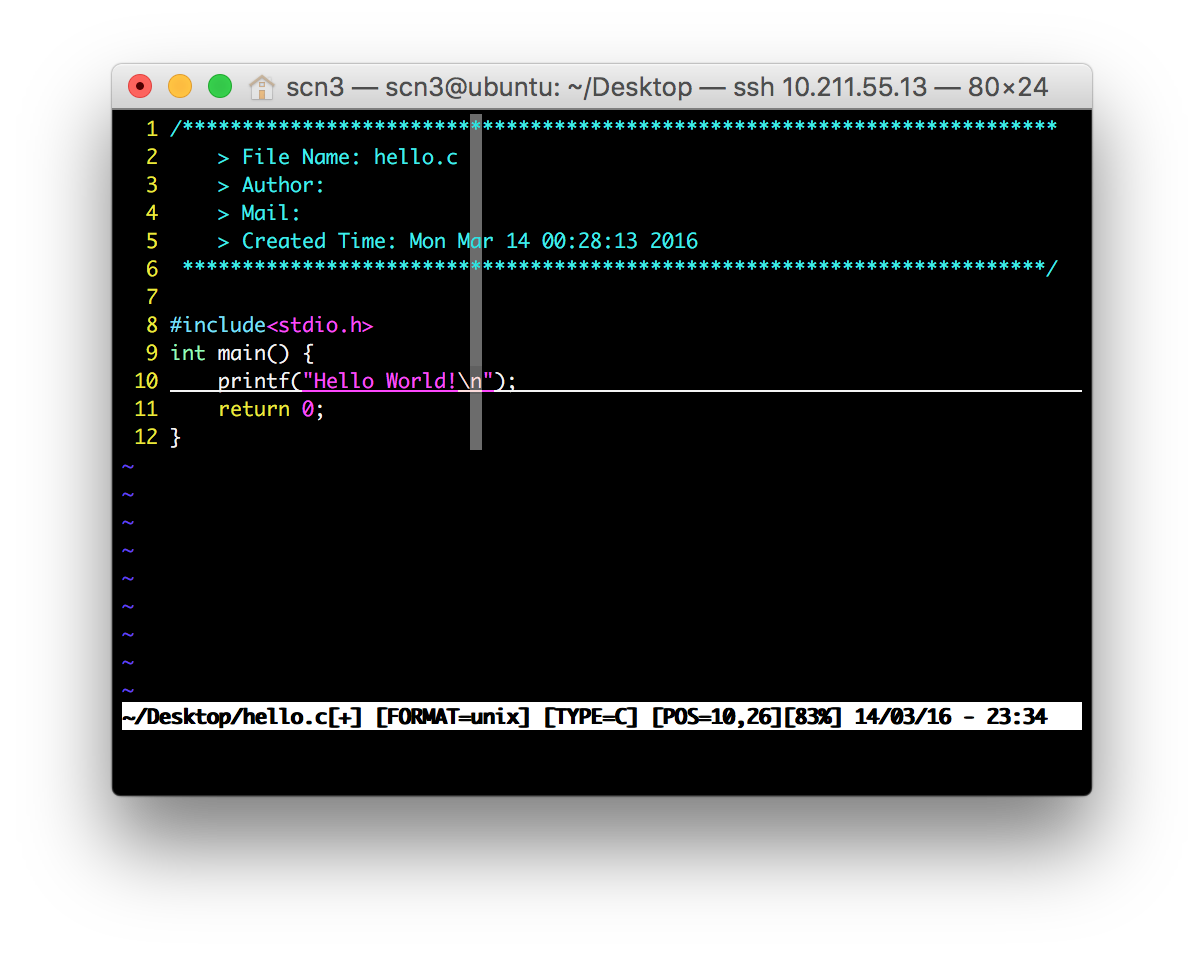 scn3 — scn3@ubuntu: ~/Desktop — ssh 10.211.55.13 — 80×24
1 /*************************************************************************
2     > File Name: hello.c
3     > Author:
4     > Mail:
5     > Created Time: Mon Mar 14 00:28:13 2016
6  ************************************************************************/
7
8 #include<stdio.h>
9 int main() {
10     printf("Hello World!\n");
11     return 0;
12 }
~
~
~
~
~
~
~
~
~
~/Desktop/hello.c[+] [FORMAT=unix] [TYPE=C] [POS=10,26][83%] 14/03/16 - 23:34